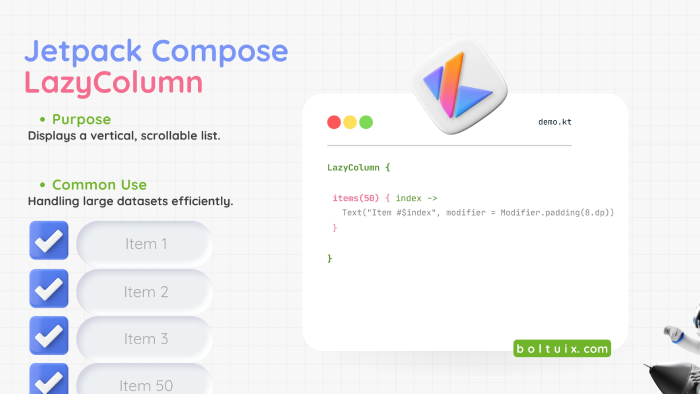 Jetpack Compose
LazyColumn
• Purpose
Displays a vertical, scrollable list.
• Common Use
Handling large datasets efficiently.
Item 1
Item 2
Item 3
Item 50
demo.kt
LazyColumn {
items(50) { index ->
Text("Item #$index", modifier = Modifier.padding(8.dp))
}
}
boltuix.com